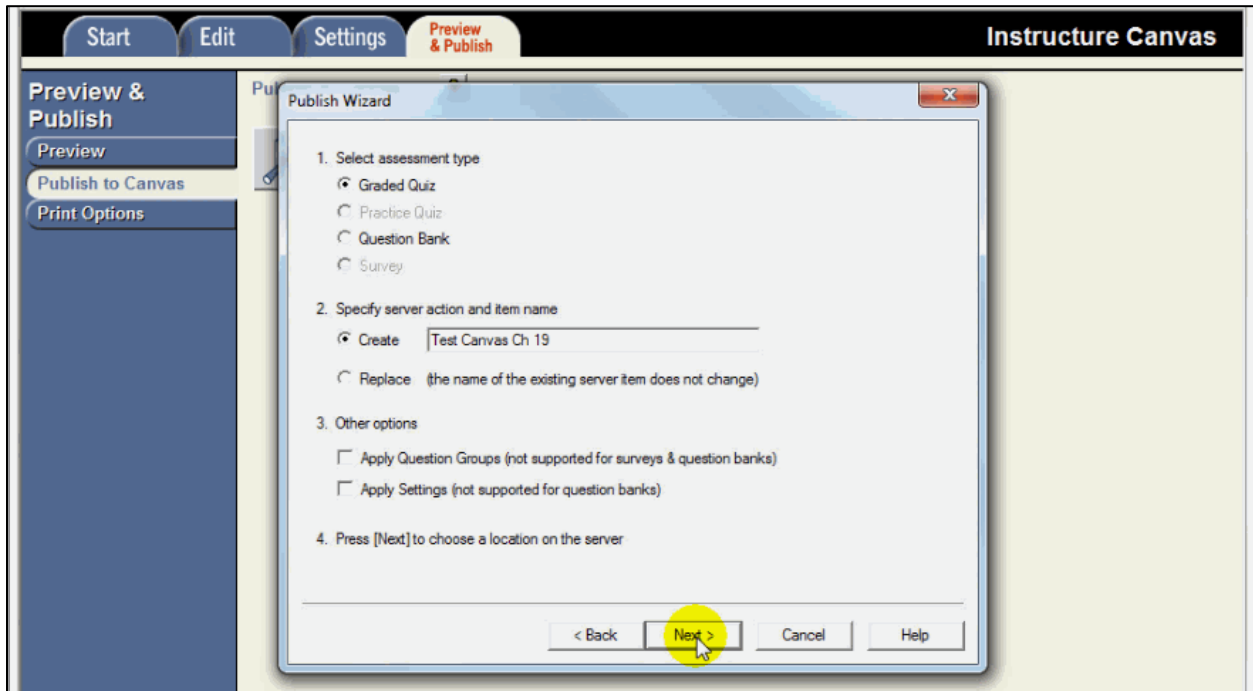 Start
Edit
Settings
Preview
& Publish
Instructure Canvas
Preview &
Publish
Preview
Publish to Canvas
Print Options
Publish Wizard
1. Select assessment type
Graded Quiz
Practice Quiz
Question Bank
Survey
2. Specify server action and item name
Create Test Canvas Ch 19
Replace (the name of the existing server item does not change)
3. Other options
Apply Question Groups (not supported for surveys & question banks)
Apply Settings (not supported for question banks)
4. Press [Next] to choose a location on the server
< Back Next > Cancel Help